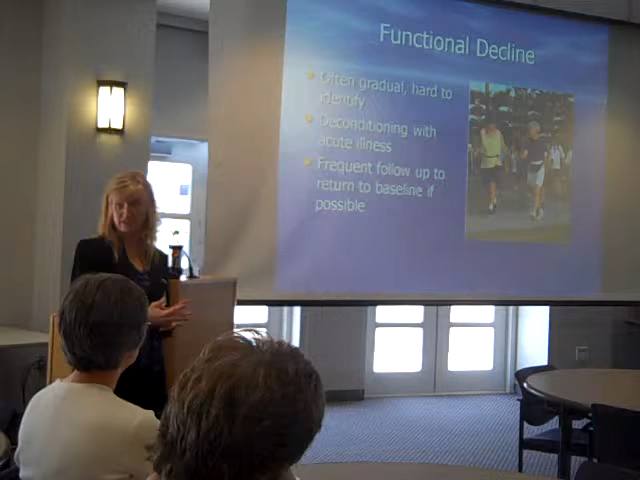 Functional Decline
Often gradual, hard to
identify
Deconditioning with
acute illness
Frequent follow up to
return to baseline if
possible